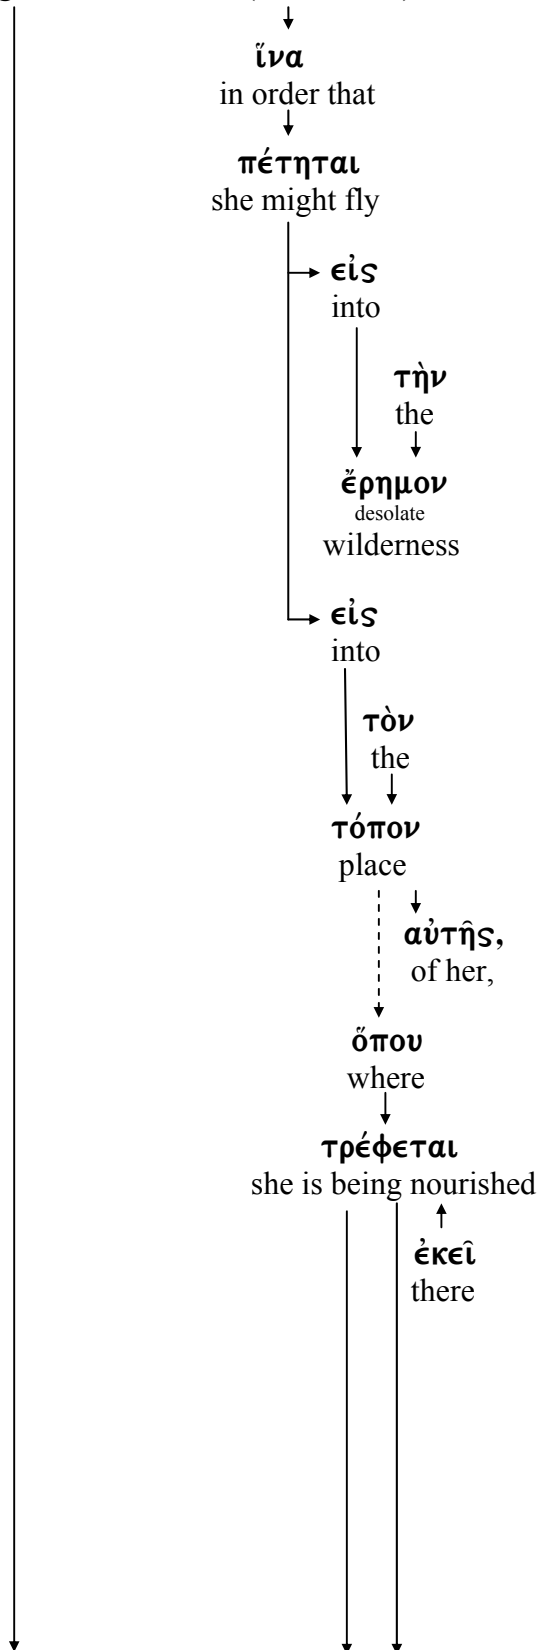 ἵνα
in order that
πέτηται
she might fly
εἰς
into
τὴν
the
ἔρημον
desolate
wilderness
εἰς
into
τὸν
the
τόπον
place
αὐτῆς,
of her,
ὅπου
where
τρέφεται
she is being nourished
ἐκεῖ
there